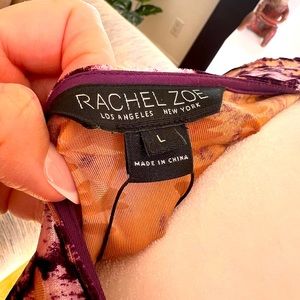 RACHEL ZOE
LOS ANGELES NEW YORK
L
MADE IN CHINA